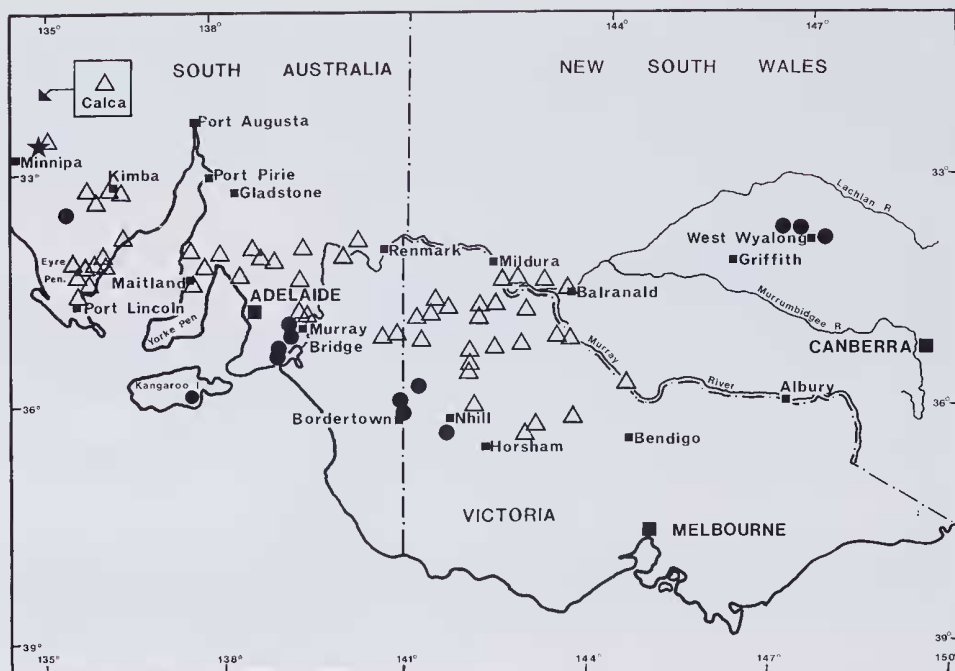 135° 138° 144° 147°
SOUTH AUSTRALIA
NEW SOUTH WALES
Calca
Port Augusta
Minnipa
33°
Kimba
Port Pirie
Gladstone
33°
Lachlan R
West Wyalong
Griffith
Renmark
Mildura
Eyre
Pen.
Maitland
ADELAIDE
Balranald
Murrumbidgee R
Port Lincoln
Yorke Pen
Murray
Bridge
Murray
River
CANBERRA
Kangaroo I
36°
Albury
36°
Bordertown
Nhill
Horsham
Bendigo
VICTORIA
MELBOURNE
39°
39°
135° 138° 141° 144° 147° 150°